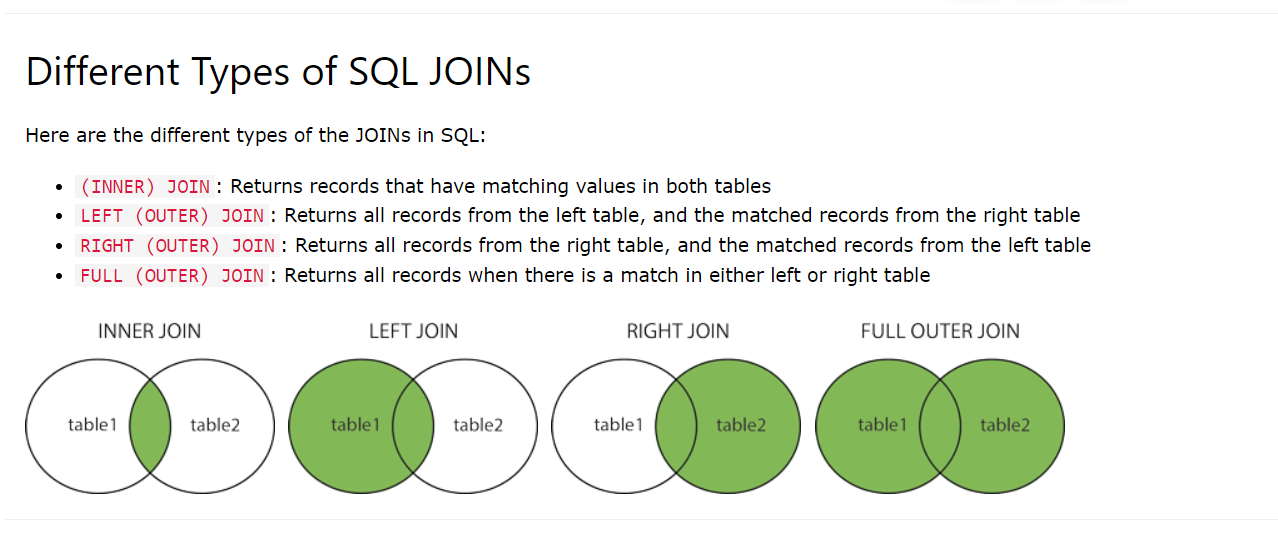 Different Types of SQL JOINs
Here are the different types of the JOINs in SQL:
• (INNER) JOIN: Returns records that have matching values in both tables
• LEFT (OUTER) JOIN: Returns all records from the left table, and the matched records from the right table
• RIGHT (OUTER) JOIN: Returns all records from the right table, and the matched records from the left table
• FULL (OUTER) JOIN: Returns all records when there is a match in either left or right table
INNER JOIN LEFT JOIN RIGHT JOIN FULL OUTER JOIN
table1 table2 table1 table2 table1 table2 table1 table2